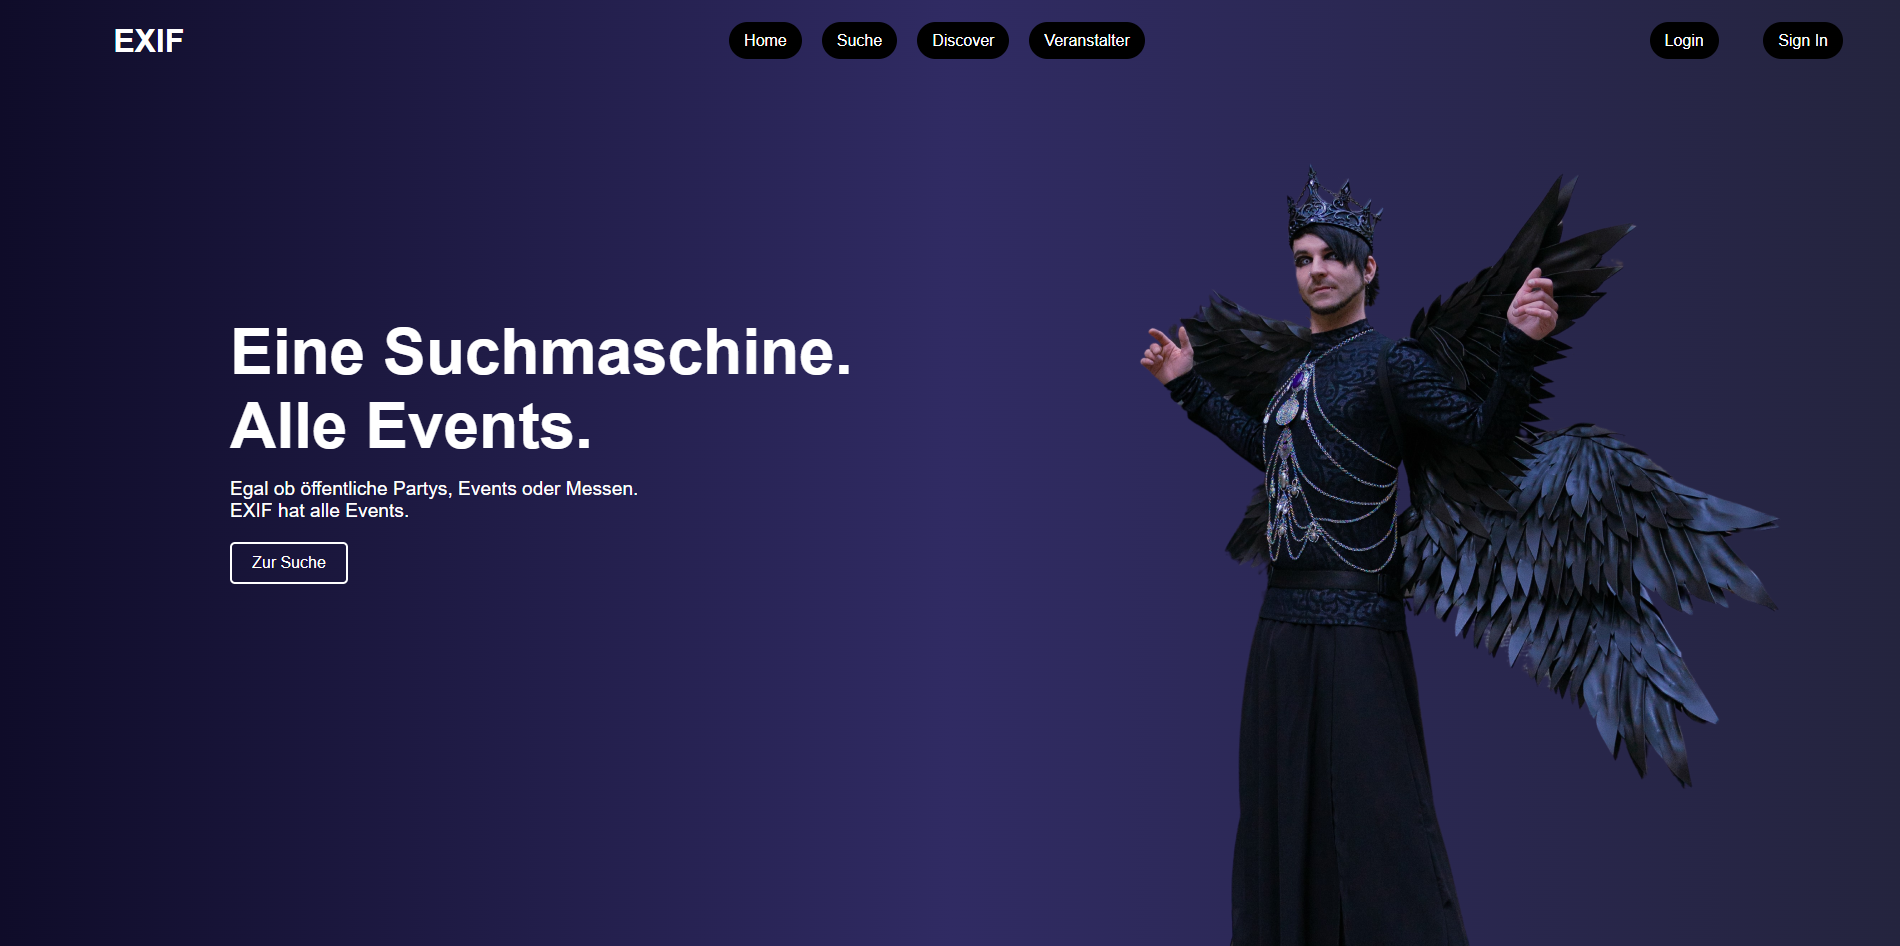 EXIF
Home
Suche
Discover
Veranstalter
Login
Sign In
Eine Suchmaschine.
Alle Events.
Egal ob öffentliche Partys, Events oder Messen.
EXIF hat alle Events.
Zur Suche